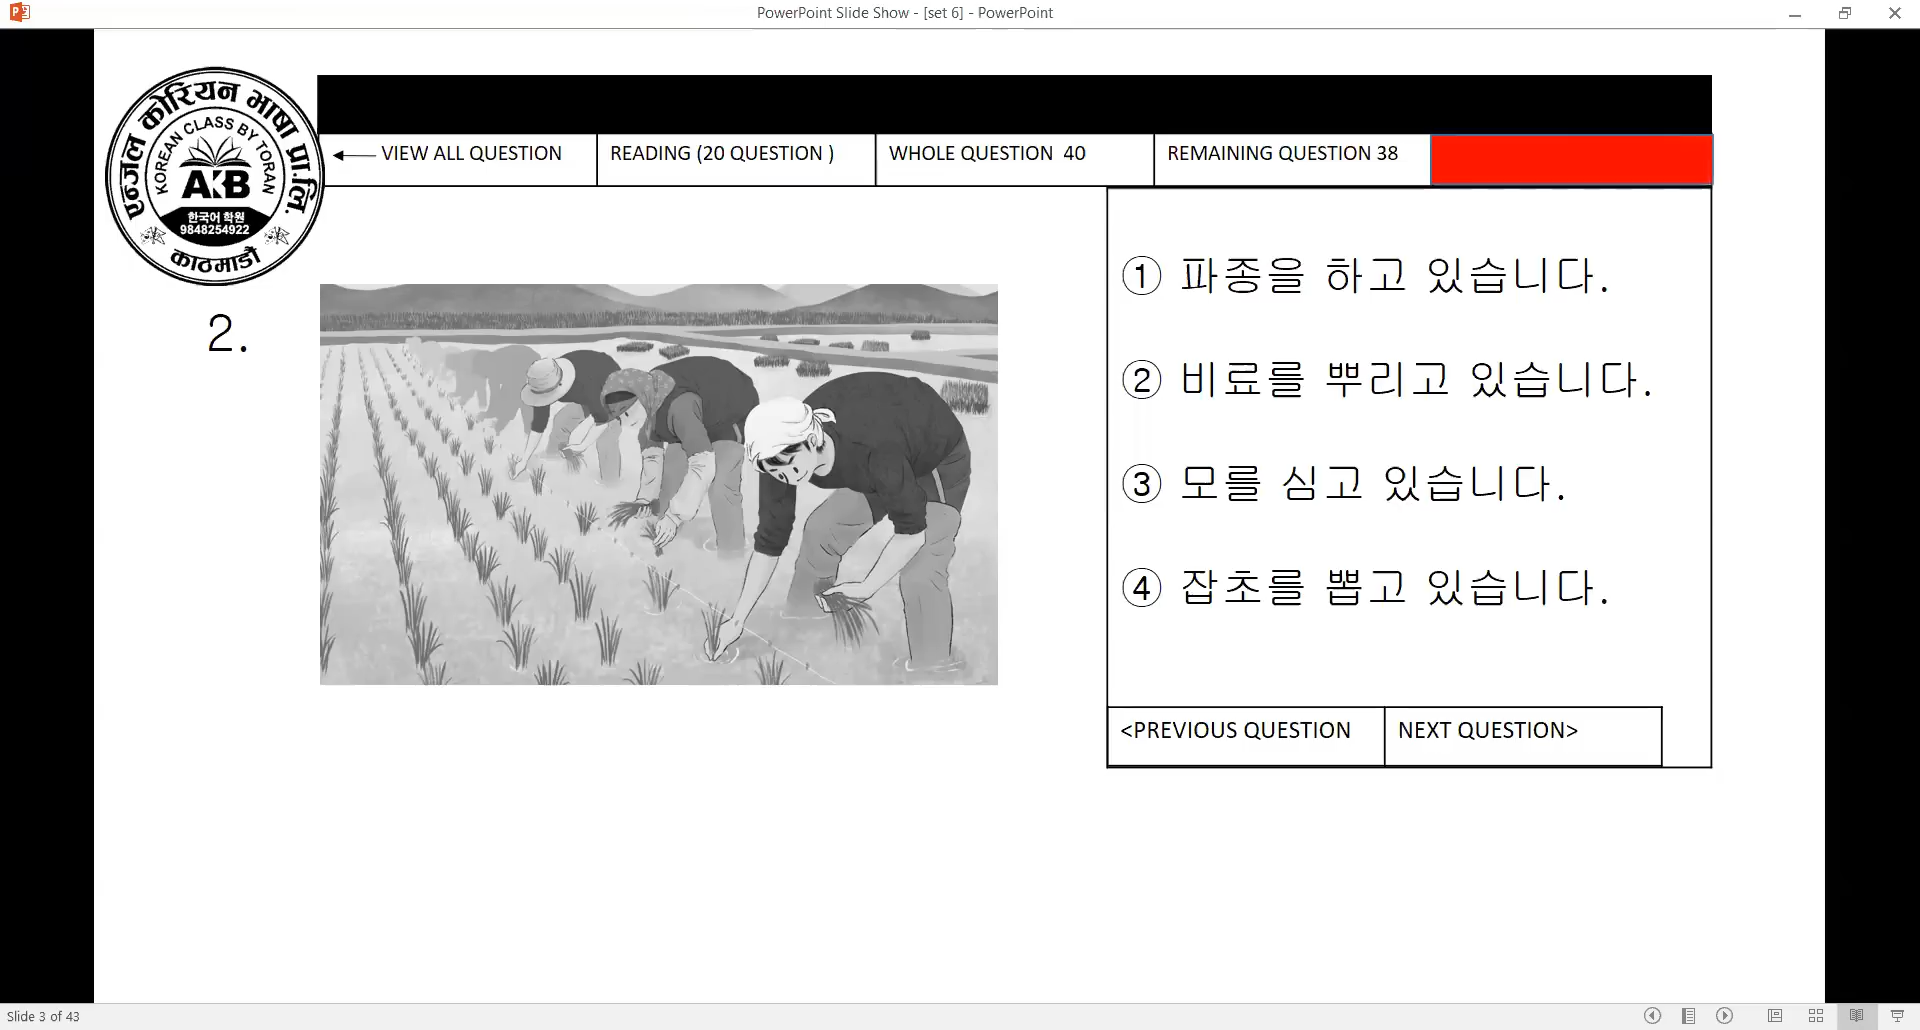 PowerPoint Slide Show - [set 6] - PowerPoint
एन्जल कोरियन भाषा प्रा.लि.
KOREAN CLASS BY TORAN
AKB
한국어 학원
9848254922
काठमाडौं
VIEW ALL QUESTION
READING (20 QUESTION )
WHOLE QUESTION 40
REMAINING QUESTION 38
2.
① 파종을 하고 있습니다.
② 비료를 뿌리고 있습니다.
③ 모를 심고 있습니다.
④ 잡초를 뽑고 있습니다.
<PREVIOUS QUESTION
NEXT QUESTION>
Slide 3 of 43